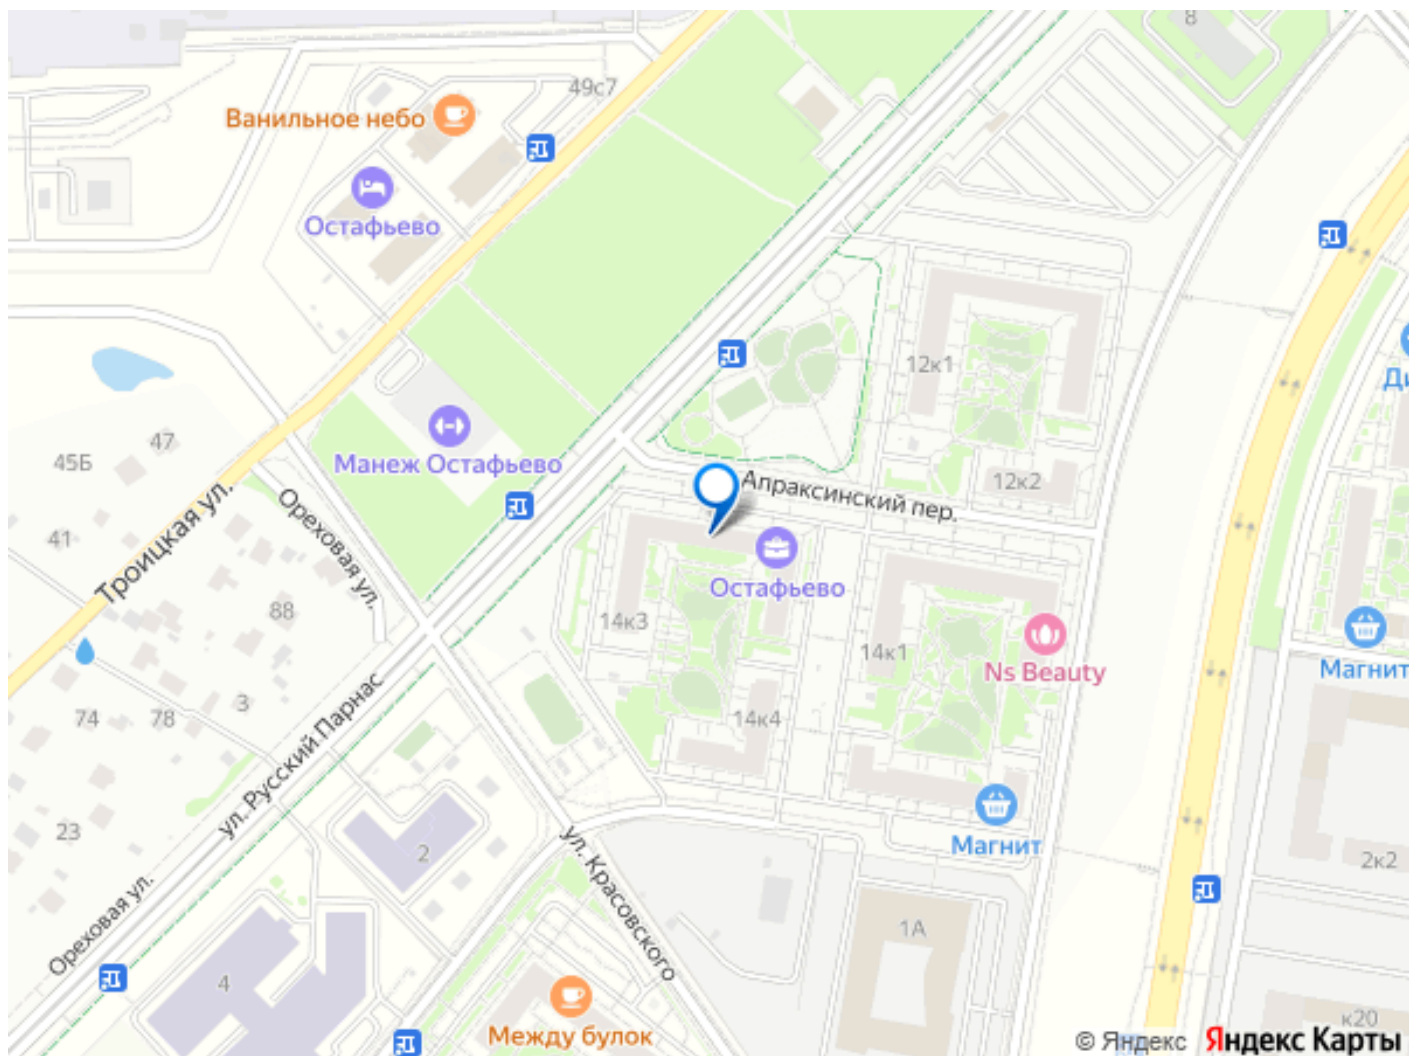 8
49с7
Ванильное небо
Остафьево
12к1
47
45Б
Манеж Остафьево
12к2
Апраксинский пер.
Троицкая ул.
Ореховая ул.
41
Остафьево
88
14к3
14к1
Ns Beauty
Магнит
74
78
3
14к4
ул. Русский Парнас
23
2
Магнит
ул. Красовского
2к2
Ореховая ул.
1А
4
Между булок
к20
© Яндекс Яндекс Карты